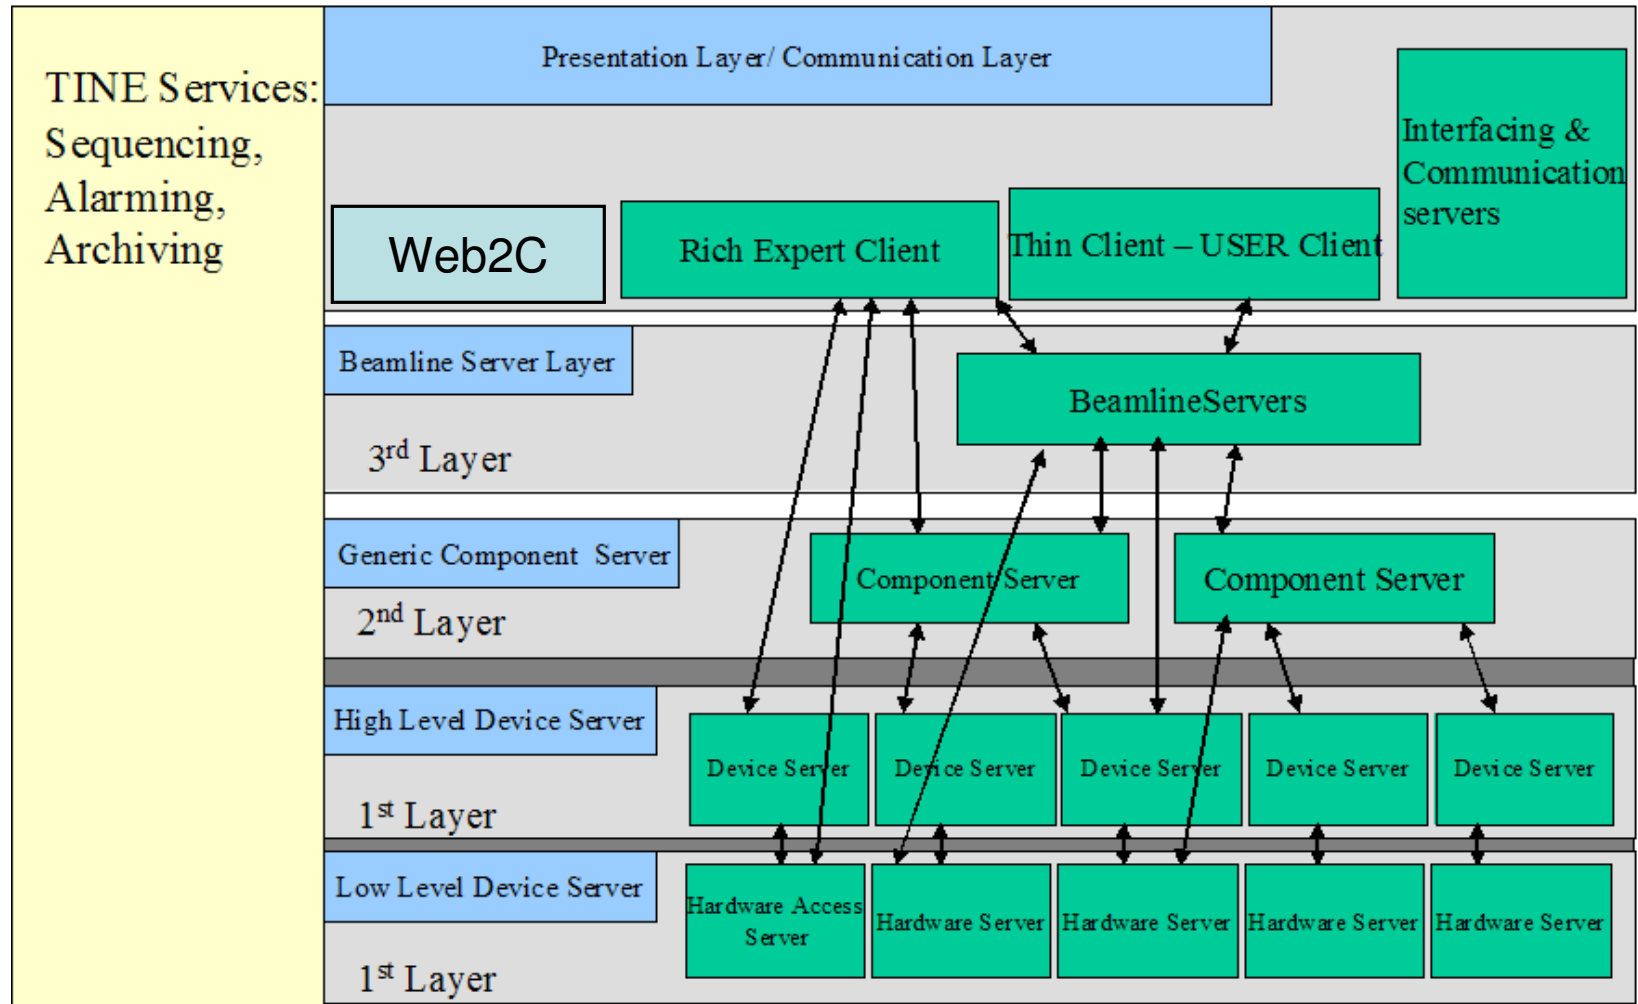 TINE Services:
Sequencing,
Alarming,
Archiving
Presentation Layer/ Communication Layer
Interfacing &
Communication
servers
Web2C
Rich Expert Client
Thin Client – USER Client
Beamline Server Layer
BeamlineServers
3rd Layer
Generic Component Server
Component Server
Component Server
2nd Layer
High Level Device Server
Device Server
Device Server
Device Server
Device Server
Device Server
1st Layer
Low Level Device Server
Hardware Access
Server
Hardware Server
Hardware Server
Hardware Server
Hardware Server
1st Layer